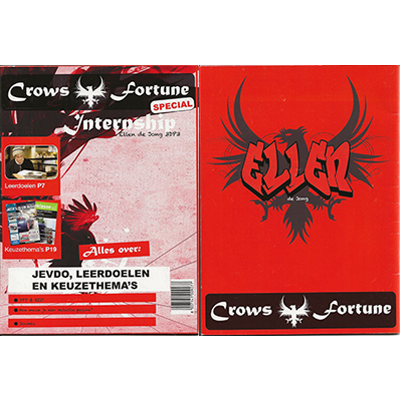 Crows Fortune
SPECIAL
Internship
Ellen de Jong
Leerdoelen P7
Keuzethema's P19
Alles over:
JEVDO, LEERDOELEN
EN KEUZETHEMA'S
ELLEN
de Jong
Crows Fortune